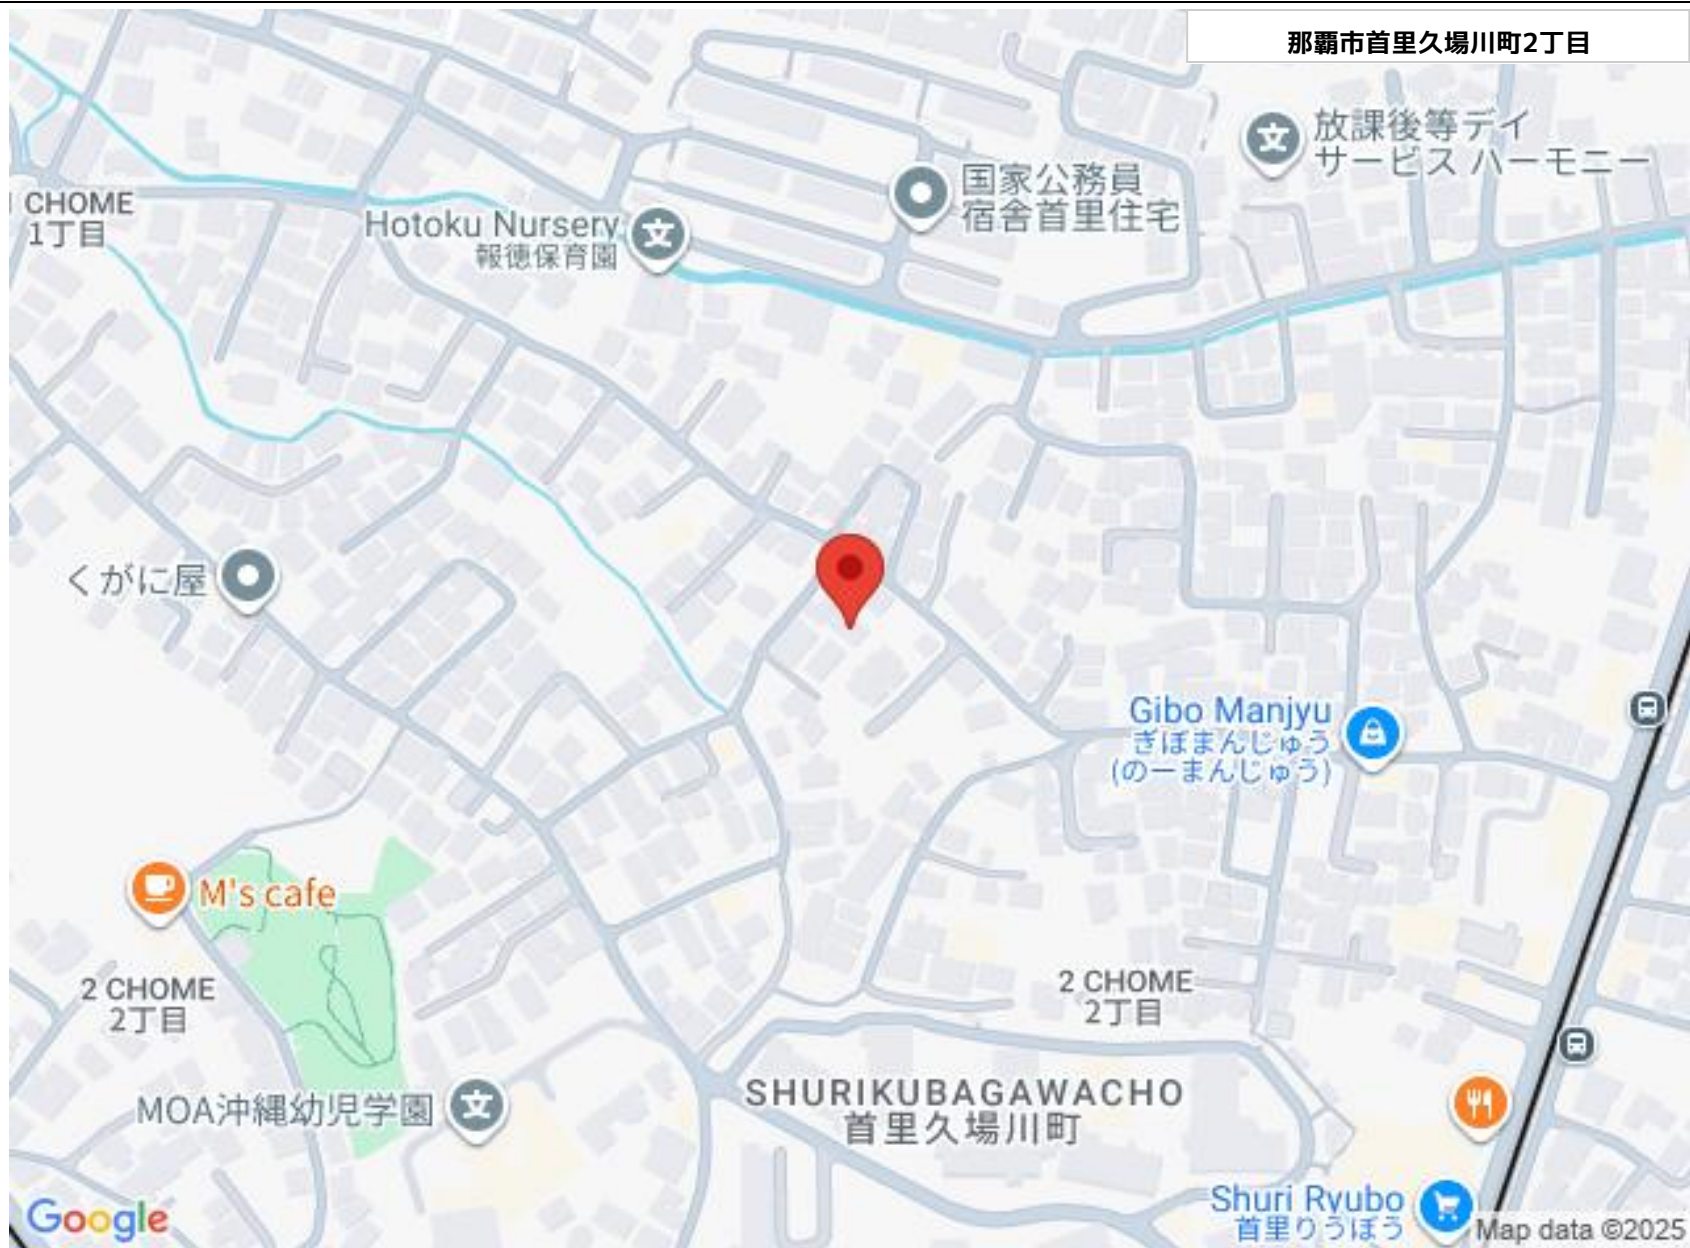 那覇市首里久場川町2丁目
放課後等デイ
サービス ハーモニー
国家公務員
宿舎首里住宅
CHOME
1丁目
Hotoku Nursery
報徳保育園
くがに屋
Gibo Manjyu
ぎぼまんじゅう
(のーまんじゅう)
M's cafe
2 CHOME
2丁目
2 CHOME
2丁目
MOA沖縄幼児学園
SHURIKUBAGAWACHO
首里久場川町
Shuri Ryubo
首里りうぼう
Google
Map data ©2025